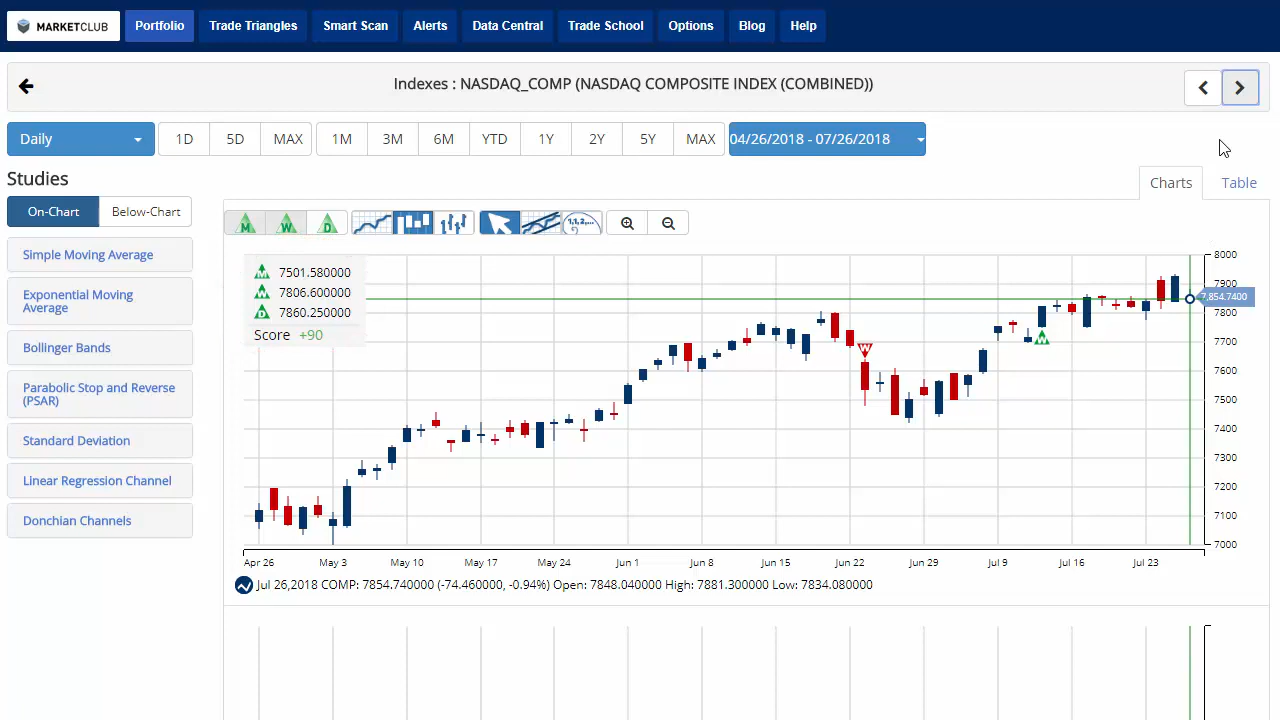 MARKETCLUB Portfolio Trade Triangles Smart Scan Alerts Data Central Trade School Options Blog Help
Indexes : NASDAQ_COMP (NASDAQ COMPOSITE INDEX (COMBINED))
Daily 1D 5D MAX 1M 3M 6M YTD 1Y 2Y 5Y MAX 04/26/2018 - 07/26/2018
Studies
Charts Table
On-Chart Below-Chart
M W D
Simple Moving Average
Exponential Moving
Average
Bollinger Bands
Parabolic Stop and Reverse
(PSAR)
Standard Deviation
Linear Regression Channel
Donchian Channels
M 7501.580000
W 7806.600000
D 7860.250000
Score +90
W
W
8000
7900
7,854.7400
7800
7700
7600
7500
7400
7300
7200
7100
7000
Apr 26 May 3 May 10 May 17 May 24 Jun 1 Jun 8 Jun 15 Jun 22 Jun 29 Jul 9 Jul 16 Jul 23
Jul 26,2018 COMP: 7854.740000 (-74.460000, -0.94%) Open: 7848.040000 High: 7881.300000 Low: 7834.080000